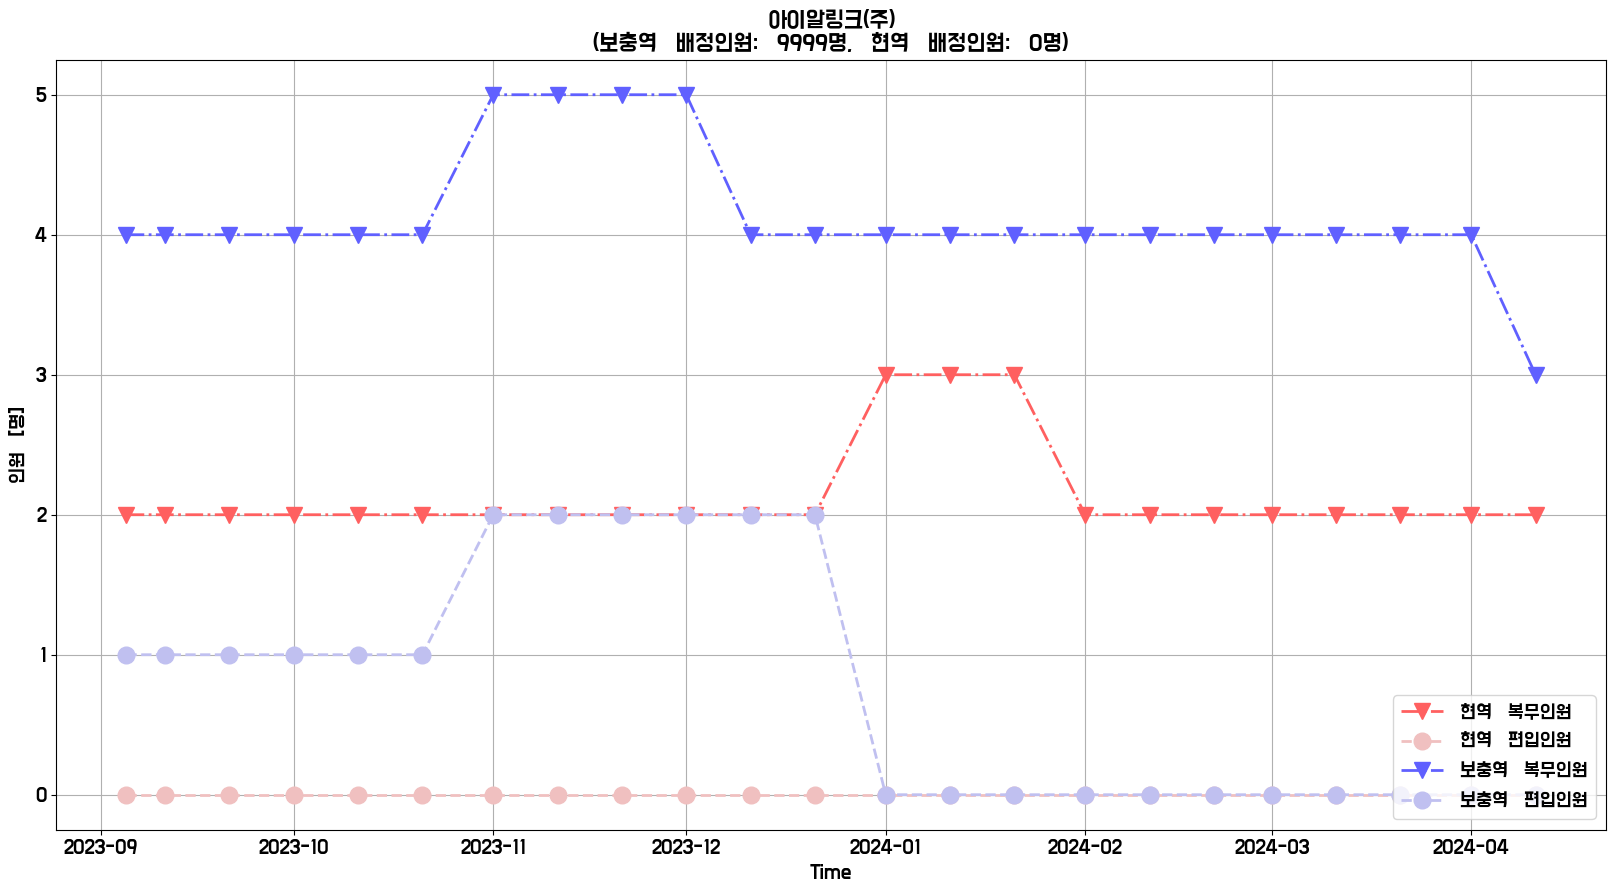 아이알링크(주)
(보충역 배정인원: 9999명, 현역 배정인원: 0명)
5
4
3
2
1
0
인원 [명]
2023-09 2023-10 2023-11 2023-12 2024-01 2024-02 2024-03 2024-04
Time
현역 복무인원
현역 편입인원
보충역 복무인원
보충역 편입인원